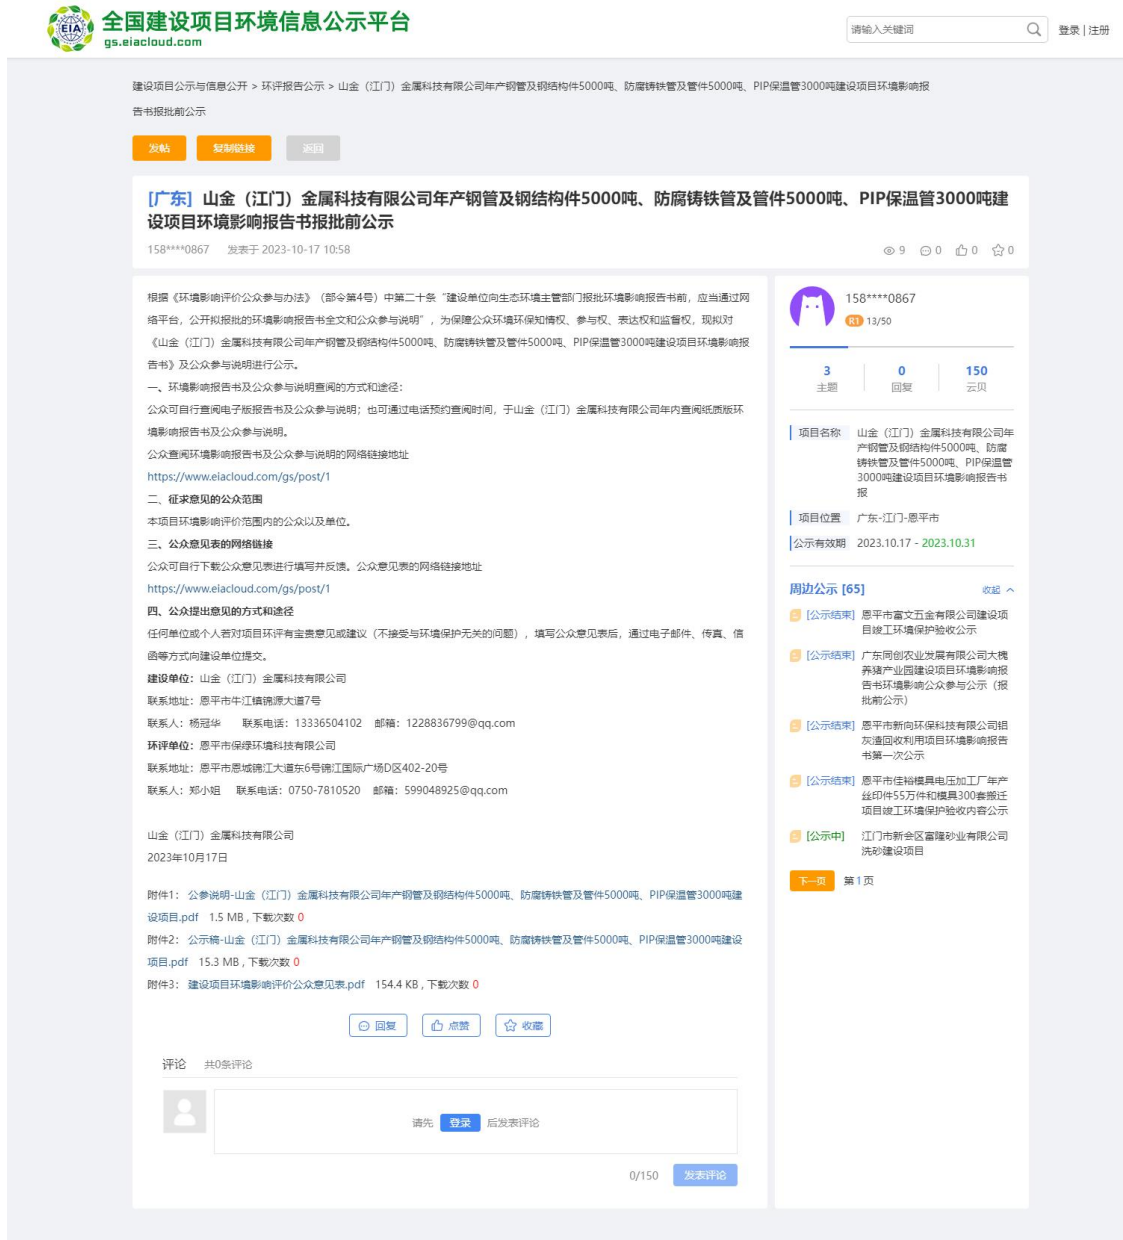 EIA
全国建设项目环境信息公示平台
gs.eiacloud.com
请输入关键词
登录 | 注册
建设项目公示与信息公开 > 环评报告公示 > 山金（江门）金属科技有限公司年产钢管及钢结构件5000吨、防腐铸铁管及管件5000吨、PIP保温管3000吨建设项目环境影响报
告书报批前公示
发帖
复制链接
返回
[广东] 山金（江门）金属科技有限公司年产钢管及钢结构件5000吨、防腐铸铁管及管件5000吨、PIP保温管3000吨建
设项目环境影响报告书报批前公示
158****0867 发表于 2023-10-17 10:58
9 0 0 0
根据《环境影响评价公众参与办法》（部令第4号）中第二十条“建设单位向生态环境主管部门报批环境影响报告书前，应当通过网
络平台，公开拟报批的环境影响报告书全文和公众参与说明”，为保障公众环境环保知情权、参与权、表达权和监督权，现拟对
《山金（江门）金属科技有限公司年产钢管及钢结构件5000吨、防腐铸铁管及管件5000吨、PIP保温管3000吨建设项目环境影响报
告书》及公众参与说明进行公示。
一、环境影响报告书及公众参与说明查阅的方式和途径：
公众可自行查阅电子版报告书及公众参与说明；也可通过电话预约查阅时间，于山金（江门）金属科技有限公司年内查阅纸质版环
境影响报告书及公众参与说明。
公众查阅环境影响报告书及公众参与说明的网络链接地址
https://www.eiacloud.com/gs/post/1
二、征求意见的公众范围
本项目环境影响评价范围内的公众以及单位。
三、公众意见表的网络链接
公众可自行下载公众意见表进行填写并反馈。公众意见表的网络链接地址
https://www.eiacloud.com/gs/post/1
四、公众提出意见的方式和途径
任何单位或个人若对项目环评有宝贵意见或建议（不接受与环境保护无关的问题），填写公众意见表后，通过电子邮件、传真、信
函等方式向建设单位提交。
建设单位：山金（江门）金属科技有限公司
联系地址：恩平市牛江镇锦源大道7号
联系人：杨冠华 联系电话：13336504102 邮箱：1228836799@qq.com
环评单位：恩平市保绿环境科技有限公司
联系地址：恩平市恩城锦江大道东6号锦江国际广场D区402-20号
联系人：郑小姐 联系电话：0750-7810520 邮箱：599048925@qq.com
山金（江门）金属科技有限公司
2023年10月17日
附件1： 公参说明-山金（江门）金属科技有限公司年产钢管及钢结构件5000吨、防腐铸铁管及管件5000吨、PIP保温管3000吨建
设项目.pdf 1.5 MB , 下载次数 0
附件2： 公示稿-山金（江门）金属科技有限公司年产钢管及钢结构件5000吨、防腐铸铁管及管件5000吨、PIP保温管3000吨建设
项目.pdf 15.3 MB , 下载次数 0
附件3： 建设项目环境影响评价公众意见表.pdf 154.4 KB , 下载次数 0
回复
点赞
收藏
评论 共0条评论
请先 登录 后发表评论
0/150 发表评论
158****0867
R1 13/50
3 0 150
主题 回复 云贝
项目名称 山金（江门）金属科技有限公司年
产钢管及钢结构件5000吨、防腐
铸铁管及管件5000吨、PIP保温管
3000吨建设项目环境影响报告书
报
项目位置 广东-江门-恩平市
公示有效期 2023.10.17 - 2023.10.31
周边公示 [65] 收起
[公示结束] 恩平市富文五金有限公司建设项
目竣工环境保护验收公示
[公示结束] 广东同创农业发展有限公司大槐
养猪产业园建设项目环境影响报
告书环境影响公众参与公示（报
批前公示）
[公示结束] 恩平市新向环保科技有限公司铝
灰渣回收利用项目环境影响报告
书第一次公示
[公示结束] 恩平市佳裕模具电压加工厂年产
丝印件55万件和模具300套搬迁
项目竣工环境保护验收内容公示
[公示中] 江门市新会区富隆砂业有限公司
洗砂建设项目
下一页 第1页